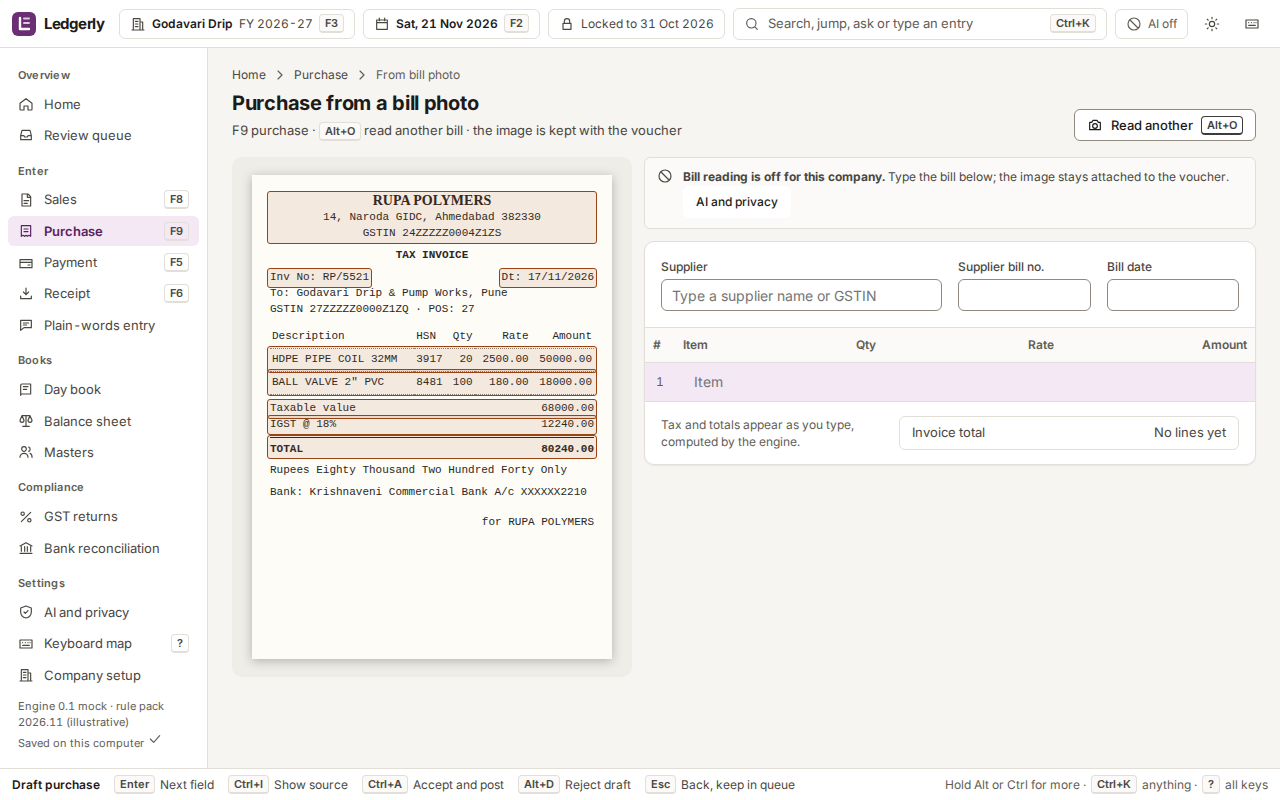 Ledgerly
Godavari Drip FY 2026-27 F3
Sat, 21 Nov 2026 F2
Locked to 31 Oct 2026
Search, jump, ask or type an entry Ctrl+K
AI off
Overview
Home
Review queue
Enter
Sales F8
Purchase F9
Payment F5
Receipt F6
Plain-words entry
Books
Day book
Balance sheet
Masters
Compliance
GST returns
Bank reconciliation
Settings
AI and privacy
Keyboard map ?
Company setup
Engine 0.1 mock · rule pack
2026.11 (illustrative)
Saved on this computer
Home > Purchase > From bill photo
Purchase from a bill photo
F9 purchase · Alt+O read another bill · the image is kept with the voucher
Read another Alt+O
RUPA POLYMERS
14, Naroda GIDC, Ahmedabad 382330
GSTIN 24ZZZZZ0004Z1ZS
TAX INVOICE
Inv No: RP/5521 Dt: 17/11/2026
To: Godavari Drip & Pump Works, Pune
GSTIN 27ZZZZZ0000Z1ZQ · POS: 27
Description HSN Qty Rate Amount
HDPE PIPE COIL 32MM 3917 20 2500.00 50000.00
BALL VALVE 2" PVC 8481 100 180.00 18000.00
Taxable value 68000.00
IGST @ 18% 12240.00
TOTAL 80240.00
Rupees Eighty Thousand Two Hundred Forty Only
Bank: Krishnaveni Commercial Bank A/c XXXXXX2210
for RUPA POLYMERS
Bill reading is off for this company. Type the bill below; the image stays attached to the voucher.
AI and privacy
Supplier Supplier bill no. Bill date
Type a supplier name or GSTIN
# Item Qty Rate Amount
1 Item
Tax and totals appear as you type,
computed by the engine.
Invoice total No lines yet
Draft purchase Enter Next field Ctrl+I Show source Ctrl+A Accept and post Alt+D Reject draft Esc Back, keep in queue Hold Alt or Ctrl for more · Ctrl+K anything · ? all keys